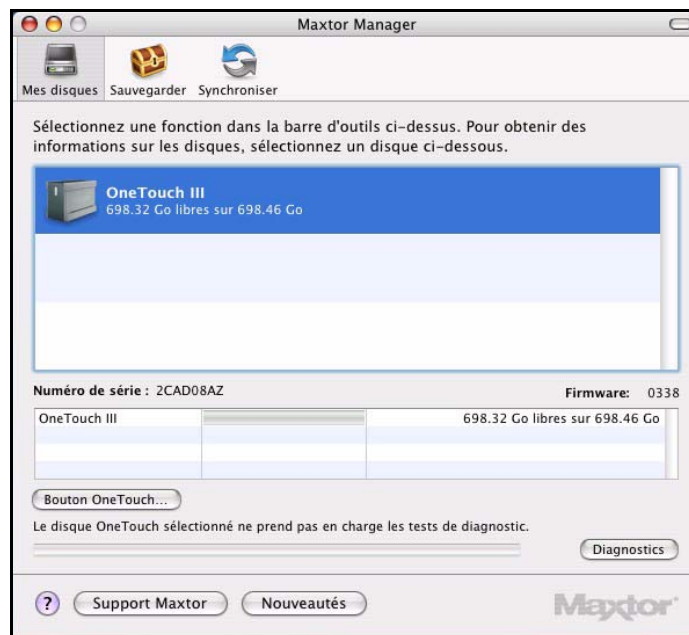 Maxtor Manager
Mes disques Sauvegarder Synchroniser
Sélectionnez une fonction dans la barre d'outils ci-dessus. Pour obtenir des
informations sur les disques, sélectionnez un disque ci-dessous.
OneTouch III
698.32 Go libres sur 698.46 Go
Numéro de série : 2CAD08AZ Firmware: 0338
OneTouch III 698.32 Go libres sur 698.46 Go
Bouton OneTouch...
Le disque OneTouch sélectionné ne prend pas en charge les tests de diagnostic.
Diagnostics
? Support Maxtor Nouveautés Maxtor